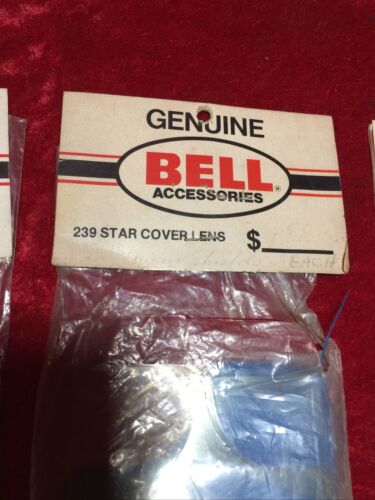 GENUINE
BELL®
ACCESSORIES
239 STAR COVER LENS $
EACH